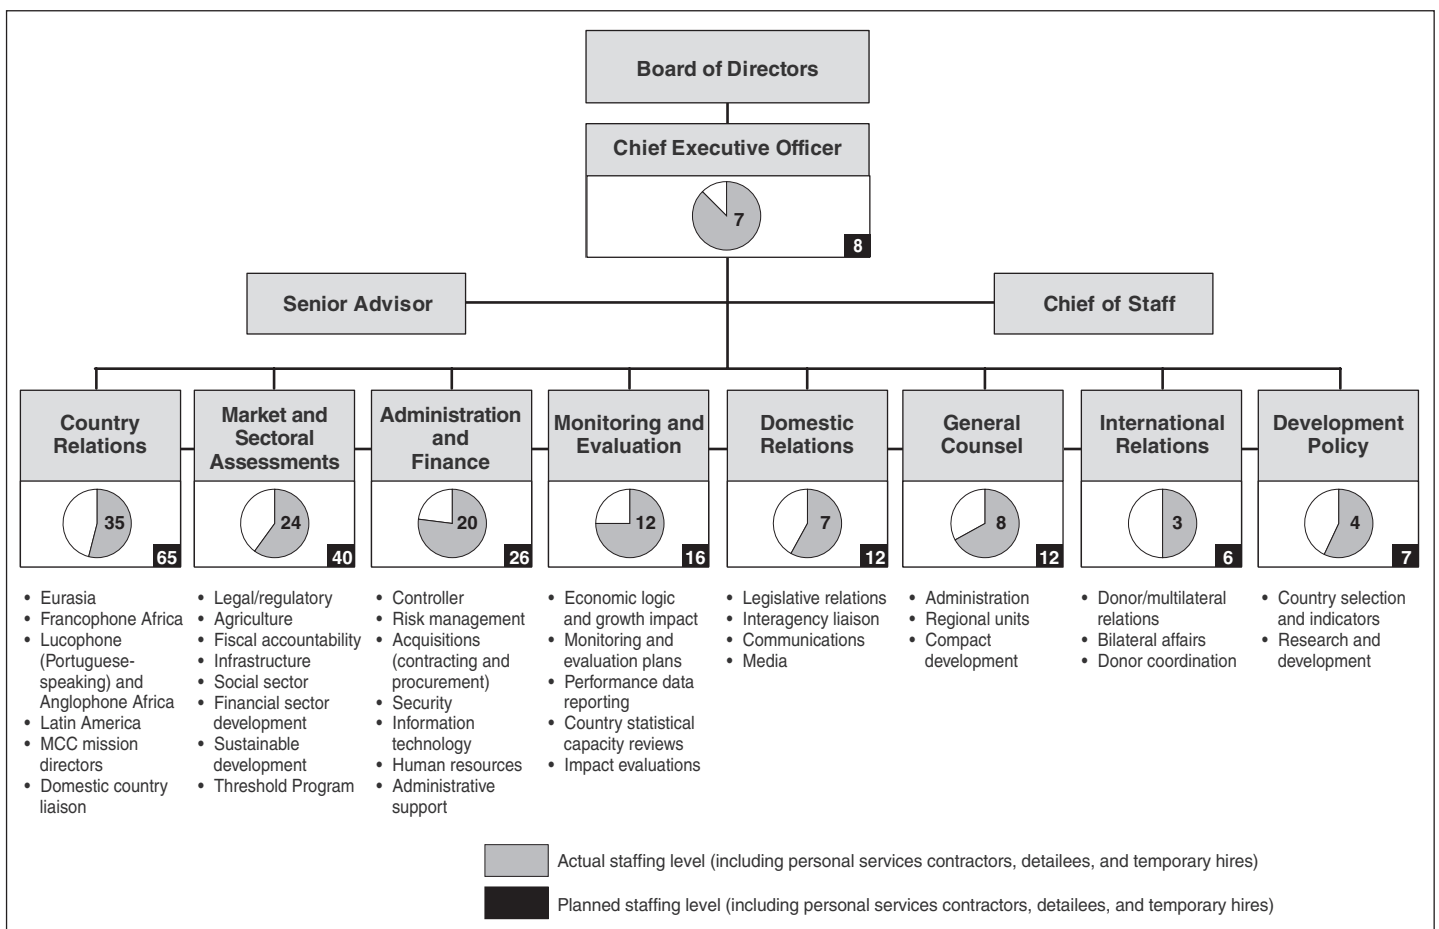 Board of Directors
Chief Executive Officer
7
8
Senior Advisor
Chief of Staff
Country
Relations
35
65
• Eurasia
• Francophone Africa
• Lucophone
(Portuguese-
speaking) and
Anglophone Africa
• Latin America
• MCC mission
directors
• Domestic country
liaison
Market and
Sectoral
Assessments
24
40
• Legal/regulatory
• Agriculture
• Fiscal accountability
• Infrastructure
• Social sector
• Financial sector
development
• Sustainable
development
• Threshold Program
Administration
and
Finance
20
26
• Controller
• Risk management
• Acquisitions
(contracting and
procurement)
• Security
• Information
technology
• Human resources
• Administrative
support
Monitoring and
Evaluation
12
16
• Economic logic
and growth impact
• Monitoring and
evaluation plans
• Performance data
reporting
• Country statistical
capacity reviews
• Impact evaluations
Domestic
Relations
7
12
• Legislative relations
• Interagency liaison
• Communications
• Media
General
Counsel
8
12
• Administration
• Regional units
• Compact
development
International
Relations
3
6
• Donor/multilateral
relations
• Bilateral affairs
• Donor coordination
Development
Policy
4
7
• Country selection
and indicators
• Research and
development
Actual staffing level (including personal services contractors, detailees, and temporary hires)
Planned staffing level (including personal services contractors, detailees, and temporary hires)